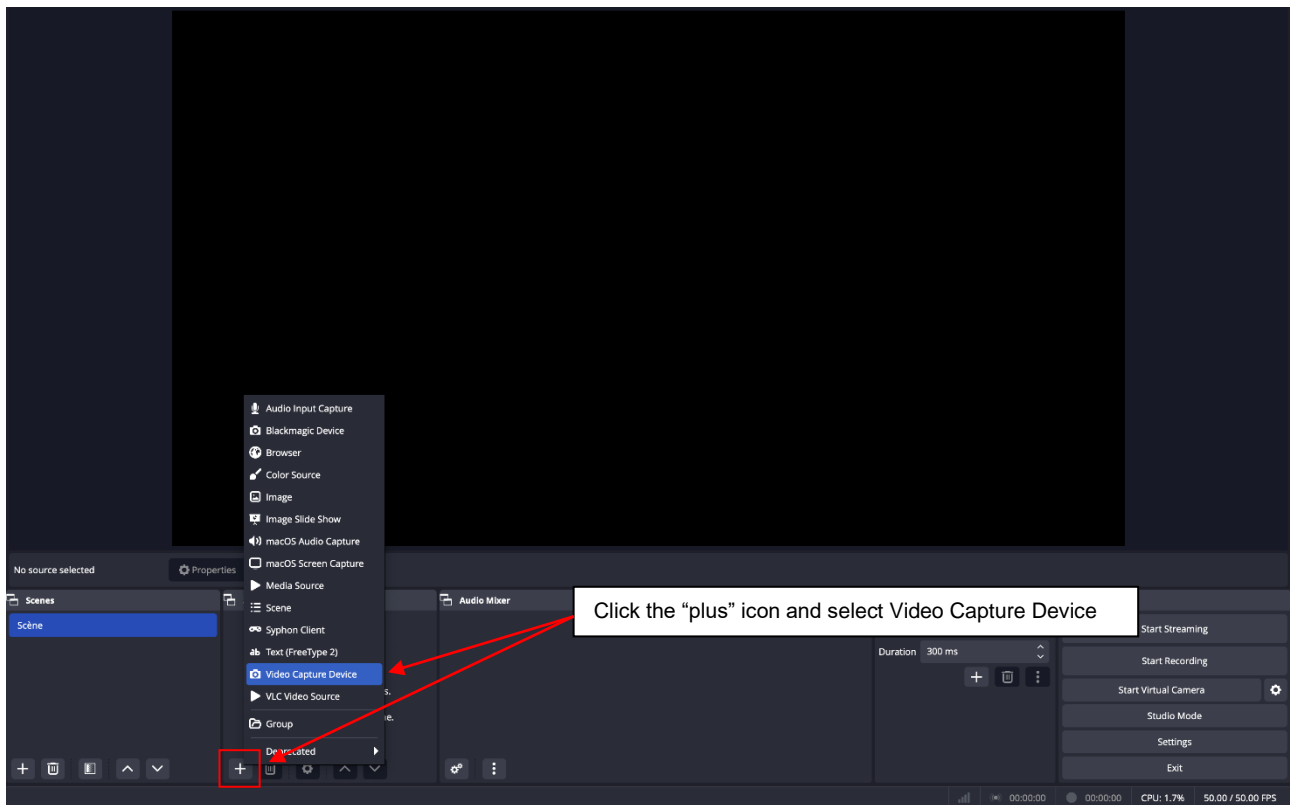 Audio Input Capture
Blackmagic Device
Browser
Color Source
Image
Image Slide Show
macOS Audio Capture
macOS Screen Capture
Media Source
Scene
Syphon Client
ab Text (FreeType 2)
Video Capture Device
VLC Video Source
Group
Deprecated
No source selected
Properties
Scenes
Scène
s.
e.
Audio Mixer
Click the “plus” icon and select Video Capture Device
Duration 300 ms
Start Streaming
Start Recording
Start Virtual Camera
Studio Mode
Settings
Exit
00:00:00 00:00:00 CPU: 1.7% 50.00 / 50.00 FPS